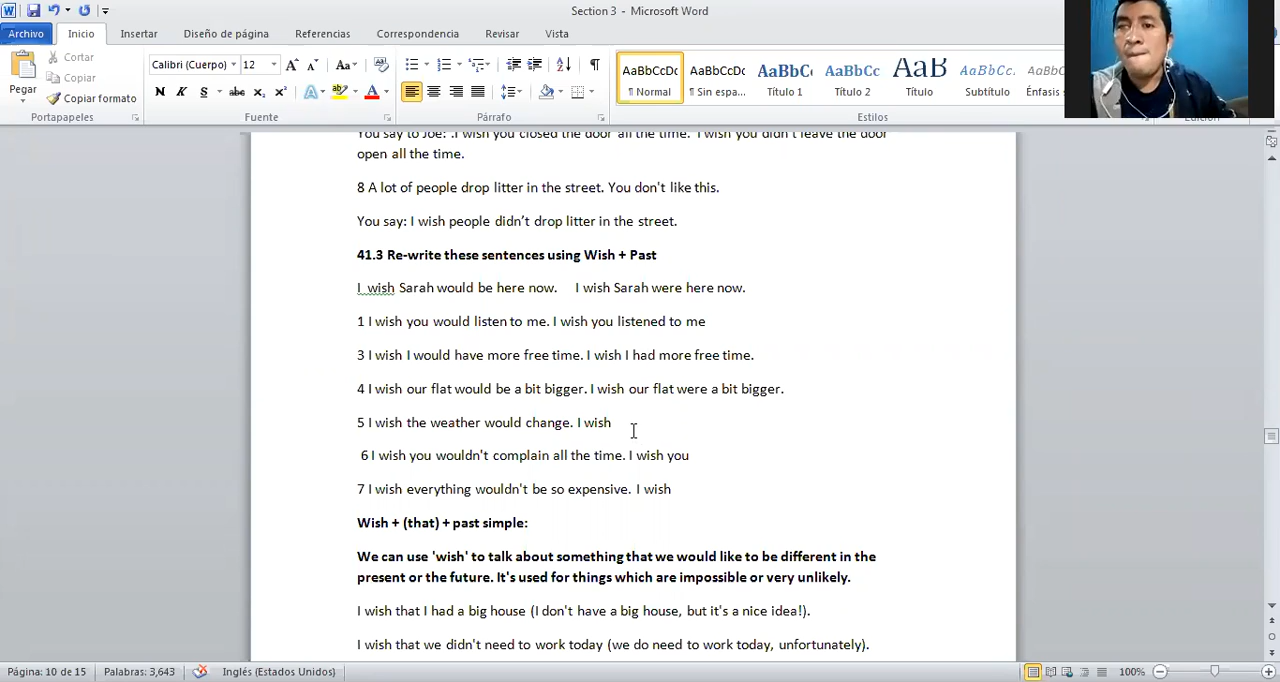 Section 3 - Microsoft Word
Archivo Inicio Insertar Diseño de página Referencias Correspondencia Revisar Vista
Cortar
Copiar
Copiar formato
Pegar
Portapapeles
Calibri (Cuerpo) 12
Fuente
Párrafo
AaBbCcDc AaBbCcDc AaBbC AaBbCc AaB AaBbCc. AaBbCc
¶ Normal ¶ Sin espa... Título 1 Título 2 Título Subtítulo Énfasis
Estilos
You say to Joe: .I wish you closed the door all the time. I wish you didn't leave the door
open all the time.
8 A lot of people drop litter in the street. You don't like this.
You say: I wish people didn’t drop litter in the street.
41.3 Re-write these sentences using Wish + Past
I wish Sarah would be here now. I wish Sarah were here now.
1 I wish you would listen to me. I wish you listened to me
3 I wish I would have more free time. I wish I had more free time.
4 I wish our flat would be a bit bigger. I wish our flat were a bit bigger.
5 I wish the weather would change. I wish
6 I wish you wouldn't complain all the time. I wish you
7 I wish everything wouldn't be so expensive. I wish
Wish + (that) + past simple:
We can use 'wish' to talk about something that we would like to be different in the
present or the future. It's used for things which are impossible or very unlikely.
I wish that I had a big house (I don't have a big house, but it's a nice idea!).
I wish that we didn't need to work today (we do need to work today, unfortunately).
Página: 10 de 15 Palabras: 3,643 Inglés (Estados Unidos) 100%